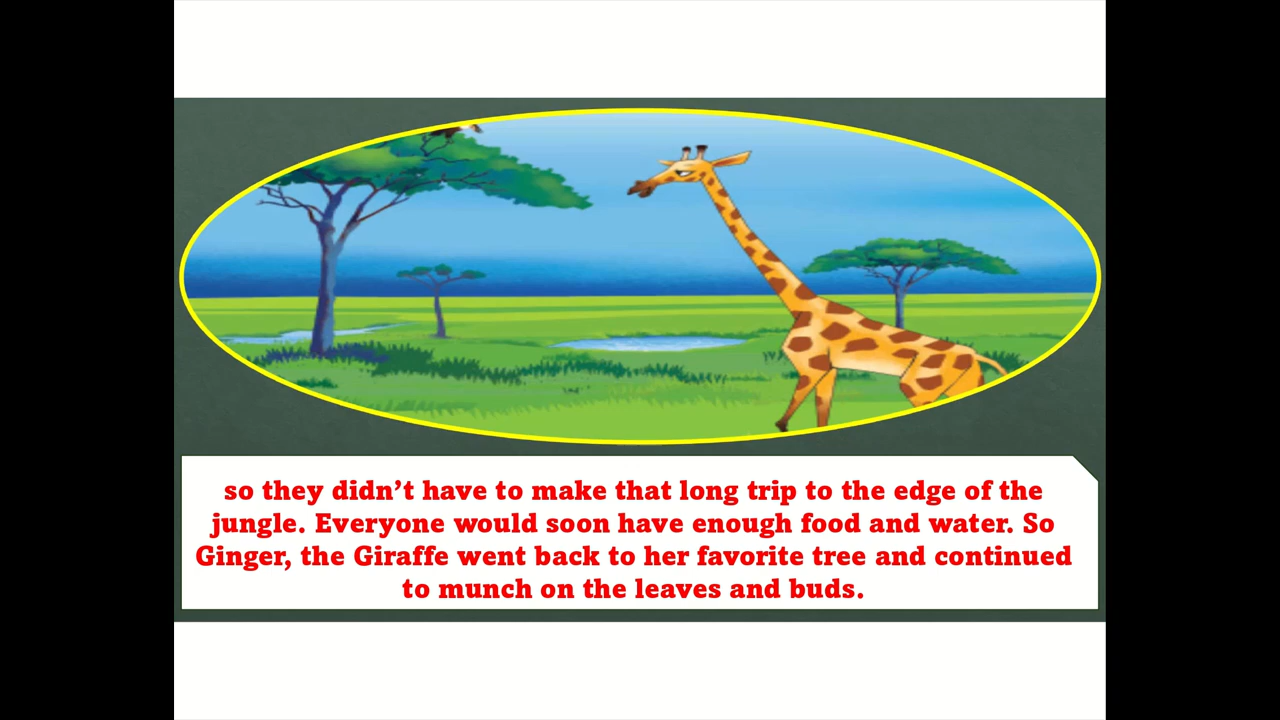 so they didn’t have to make that long trip to the edge of the
jungle. Everyone would soon have enough food and water. So
Ginger, the Giraffe went back to her favorite tree and continued
to munch on the leaves and buds.